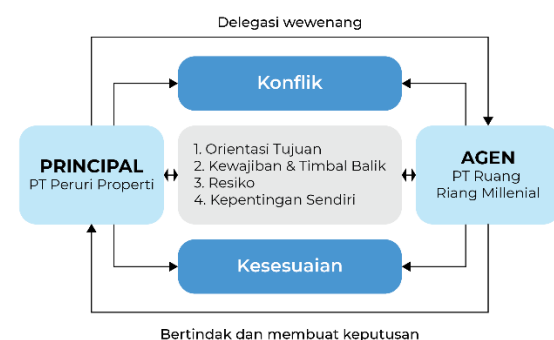 Delegasi wewenang
Konflik
PRINCIPAL
PT Peruri Properti
1. Orientasi Tujuan
2. Kewajiban & Timbal Balik
3. Resiko
4. Kepentingan Sendiri
AGEN
PT Ruang
Riang Millenial
Kesesuaian
Bertindak dan membuat keputusan